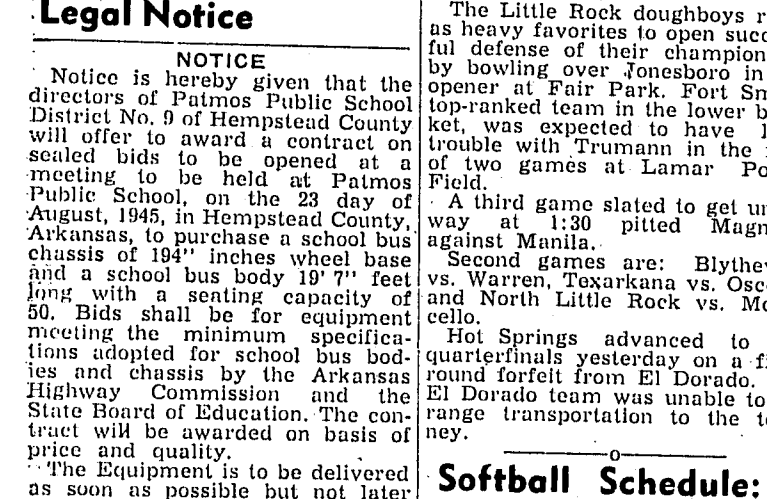 Legal Notice
NOTICE
Notice is hereby given that the
directors of Patmos Public School
District No. 9 of Hempstead County
will offer to award a contract on
sealed bids to be opened at a
meeting to be held at Patmos
Public School, on the 23 day of
August, 1945, in Hempstead County,
Arkansas, to purchase a school bus
chassis of 194" inches wheel base
and a school bus body 19' 7" feet
long with a seating capacity of
50. Bids shall be for equipment
meeting the minimum specifica-
tions adopted for school bus bod-
ies and chassis by the Arkansas
Highway Commission and the
State Board of Education. The con-
tract will be awarded on basis of
price and quality.
The Equipment is to be delivered
as soon as possible but not later
The Little Rock doughboys r
as heavy favorites to open succ
ful defense of their champion
by bowling over Jonesboro in
opener at Fair Park. Fort Sm
top-ranked team in the lower b
ket, was expected to have l
trouble with Trumann in the
of two games at Lamar Po
Field.
A third game slated to get un
way at 1:30 pitted Magn
against Manila.
Second games are: Blythe
vs. Warren, Texarkana vs. Osc
and North Little Rock vs. Mo
cello.
Hot Springs advanced to
quarterfinals yesterday on a fi
round forfeit from El Dorado.
El Dorado team was unable to
range transportation to the t
ney.
Softball Schedule: